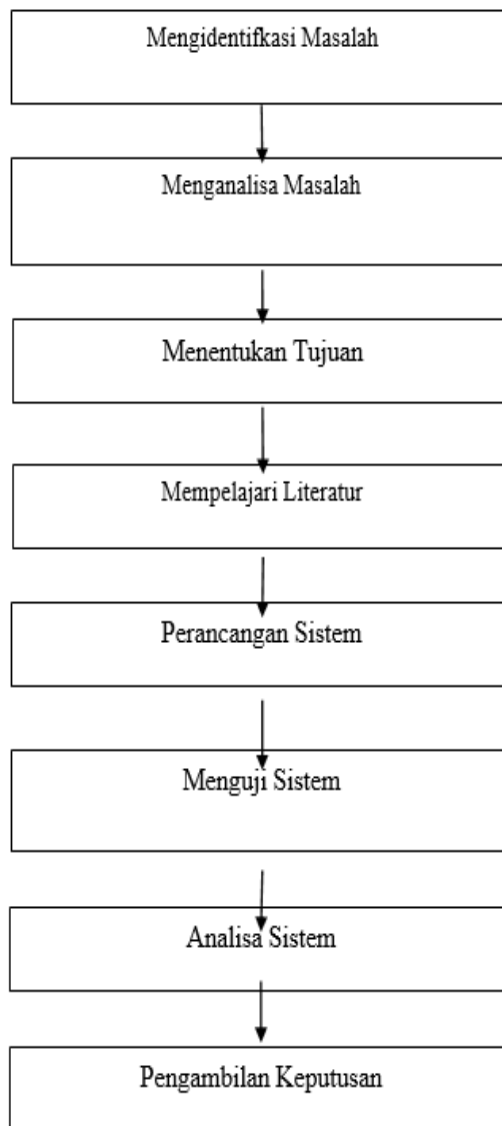 Mengidentifkasi Masalah
Menganalisa Masalah
Menentukan Tujuan
Mempelajari Literatur
Perancangan Sistem
Menguji Sistem
Analisa Sistem
Pengambilan Keputusan